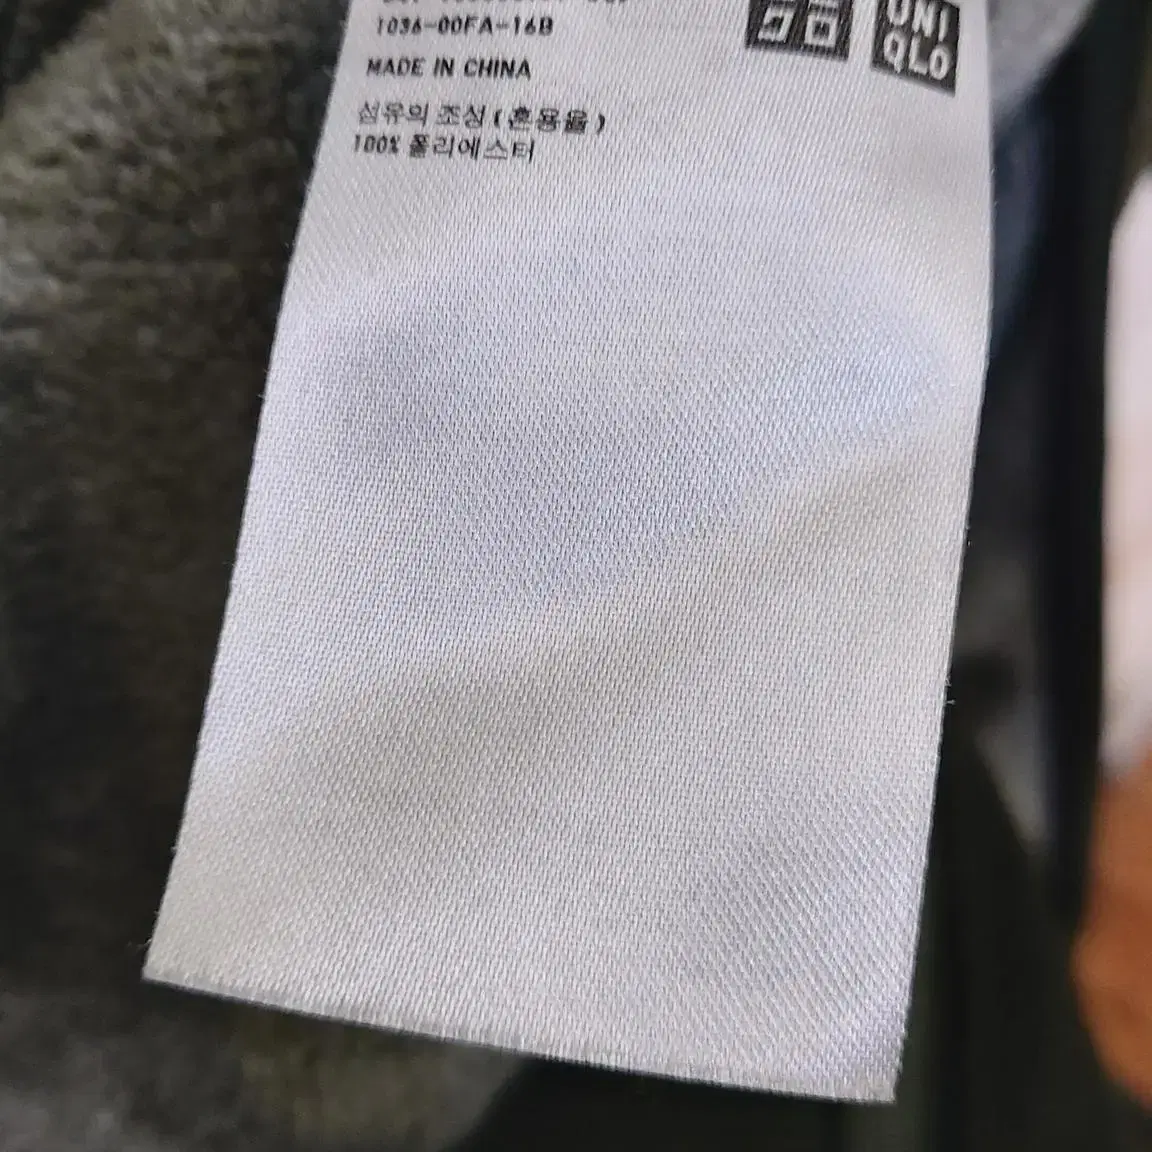 1036-00FA-16B
MADE IN CHINA
섬유의 조성(혼용율)
100% 폴리에스터
UNI
QLO